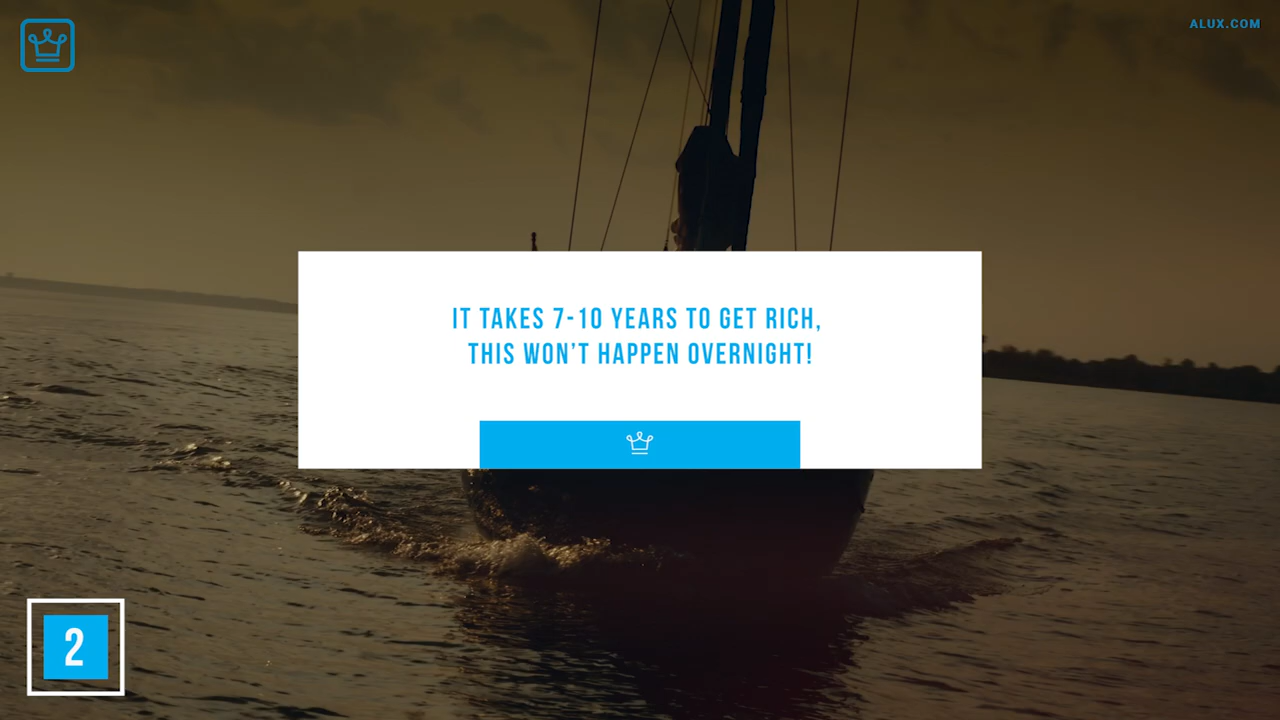 ALUX.COM
IT TAKES 7-10 YEARS TO GET RICH,
THIS WON'T HAPPEN OVERNIGHT!
2